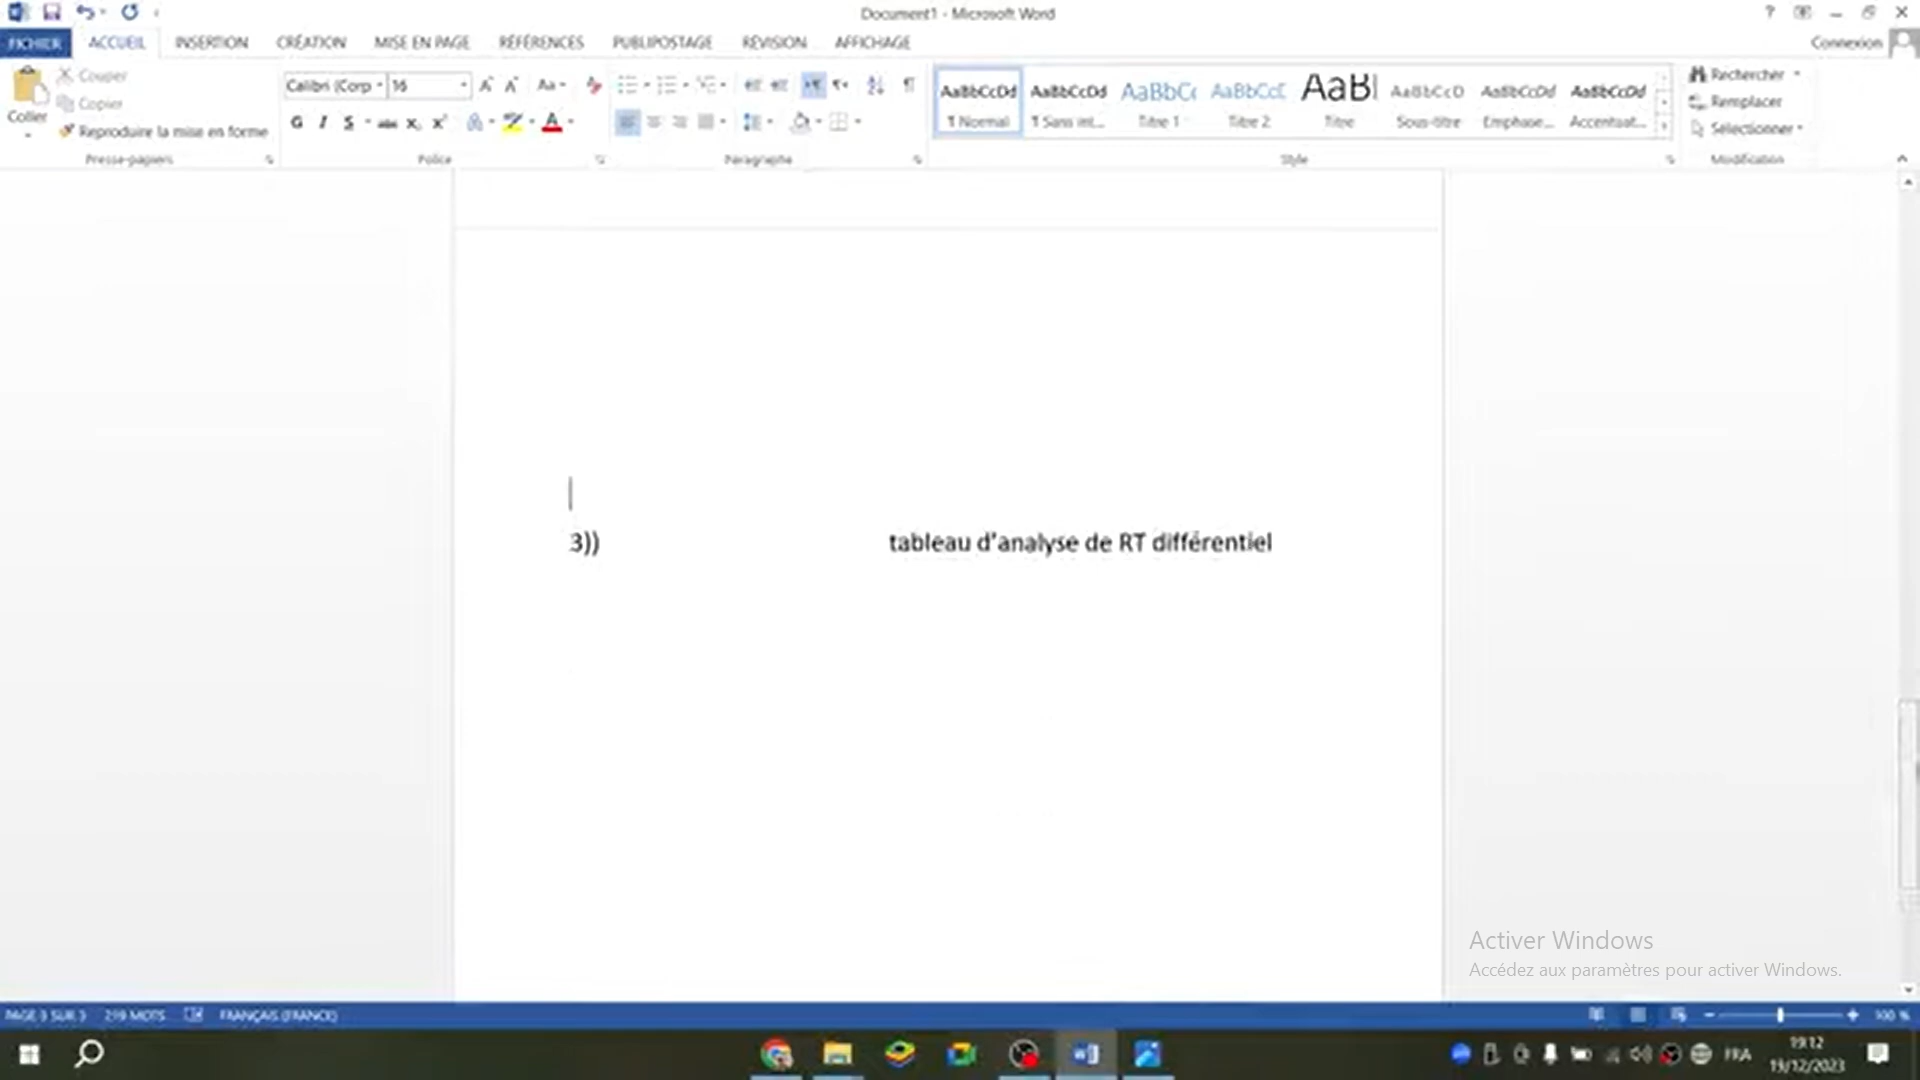 Document1 - Microsoft Word
FICHIER ACCUEIL INSERTION CRÉATION MISE EN PAGE RÉFÉRENCES PUBLIPOSTAGE RÉVISION AFFICHAGE Connexion
Coller
Couper
Copier
Reproduire la mise en forme
Presse-papiers
Calibri (Corp 16
G I S abc
Police
Paragraphe
AaBbCcDd AaBbCcDd AaBbCc AaBbCcD AaBl AaBbCcD AaBbCcDd AaBbCcDd
¶ Normal ¶ Sans int... Titre 1 Titre 2 Titre Sous-titre Emphase... Accentuat...
Style
Rechercher
Remplacer
Sélectionner
Modification
3)) tableau d'analyse de RT différentiel
Activer Windows
Accédez aux paramètres pour activer Windows.
PAGE 3 SUR 3 219 MOTS FRANÇAIS (FRANCE) 100 %
FRA
19:12
19/12/2023